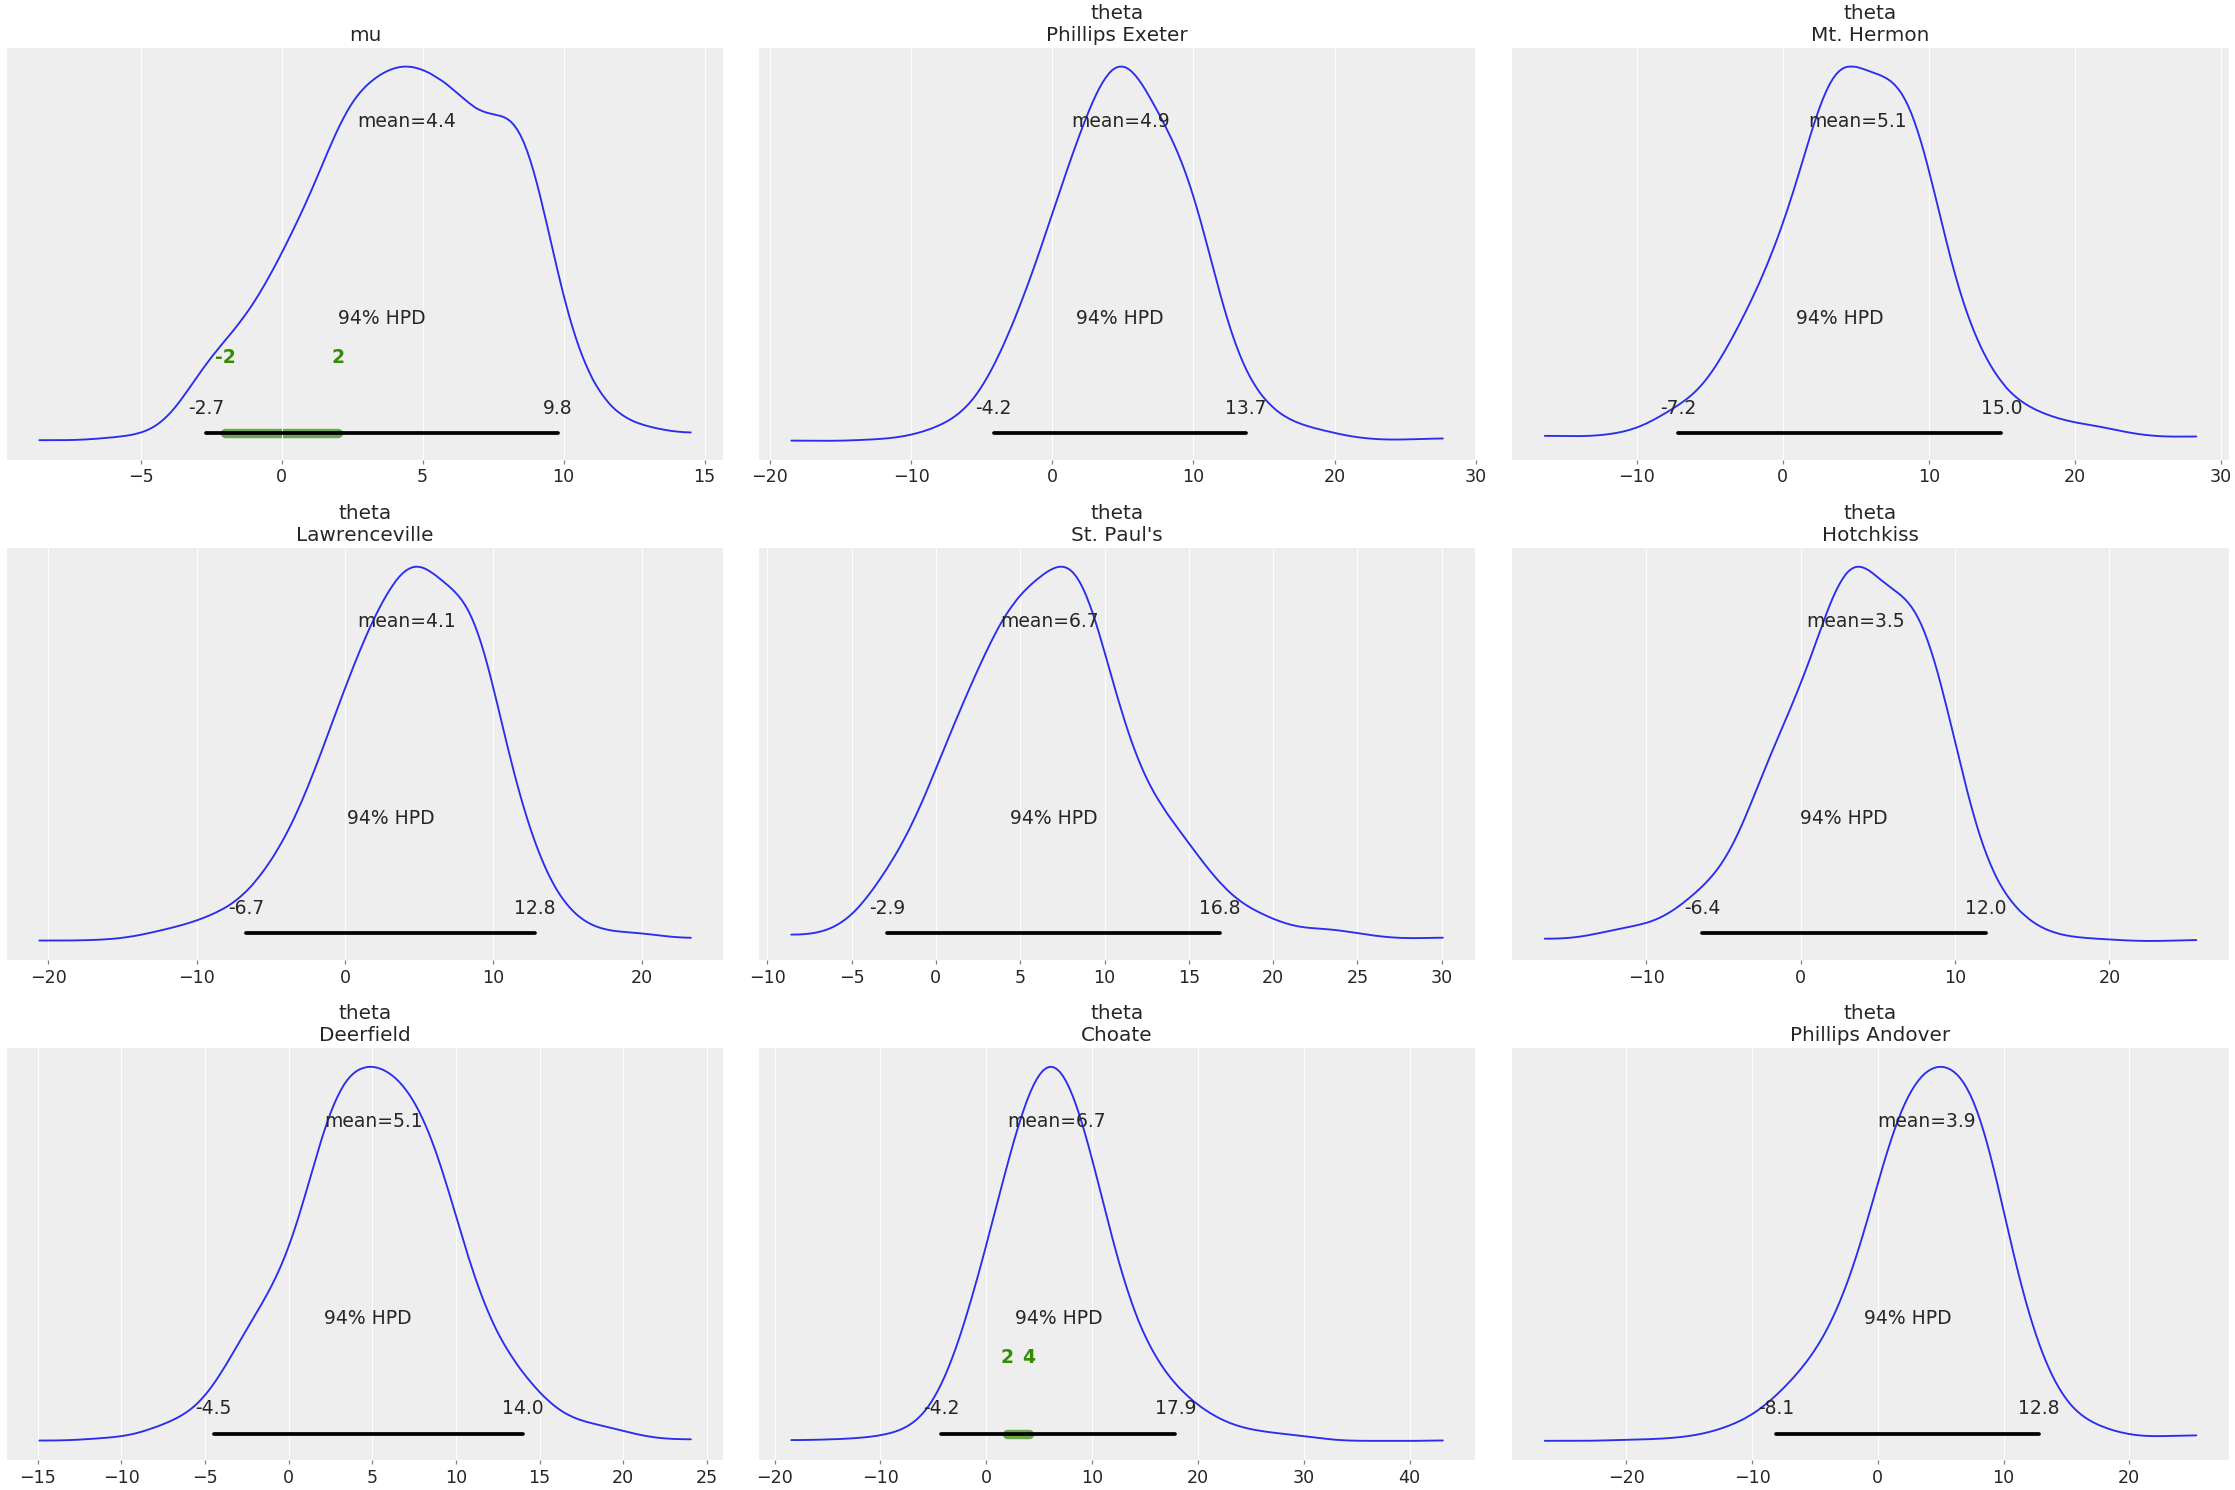 mu
mean=4.4
94% HPD
-2 2
-2.7 9.8
−5 0 5 10 15
theta
Phillips Exeter
mean=4.9
94% HPD
-4.2 13.7
−20 −10 0 10 20 30
theta
Mt. Hermon
mean=5.1
94% HPD
-7.2 15.0
−10 0 10 20 30
theta
Lawrenceville
mean=4.1
94% HPD
-6.7 12.8
−20 −10 0 10 20
theta
St. Paul's
mean=6.7
94% HPD
-2.9 16.8
−10 −5 0 5 10 15 20 25 30
theta
Hotchkiss
mean=3.5
94% HPD
-6.4 12.0
−10 0 10 20
theta
Deerfield
mean=5.1
94% HPD
-4.5 14.0
−15 −10 −5 0 5 10 15 20 25
theta
Choate
mean=6.7
94% HPD
2 4
-4.2 17.9
−20 −10 0 10 20 30 40
theta
Phillips Andover
mean=3.9
94% HPD
-8.1 12.8
−20 −10 0 10 20